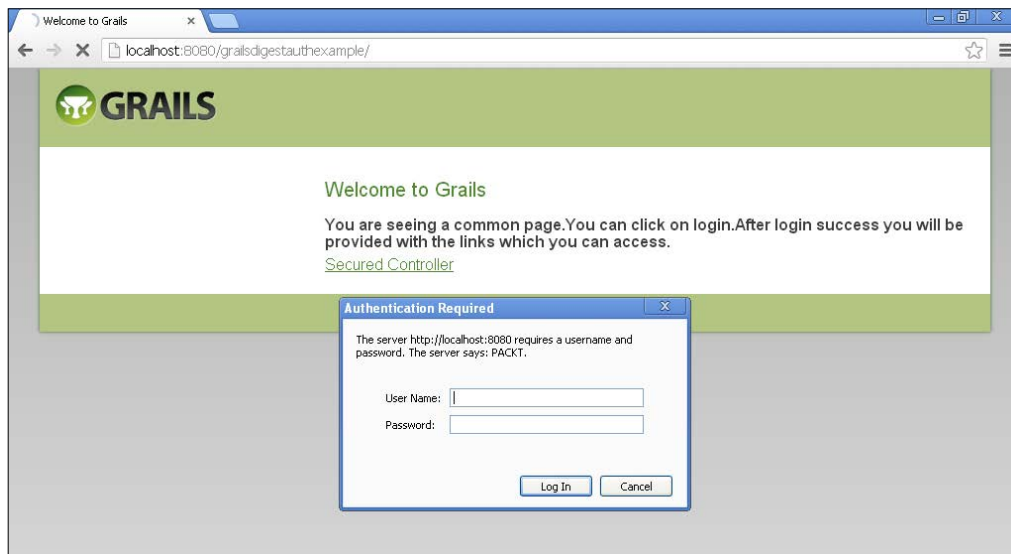 Welcome to Grails
localhost:8080/grailsdigestauthexample/
GRAILS
Welcome to Grails
You are seeing a common page.You can click on login.After login success you will be
provided with the links which you can access.
Secured Controller
Authentication Required
The server http://localhost:8080 requires a username and
password. The server says: PACKT.
User Name:
Password:
Log In
Cancel